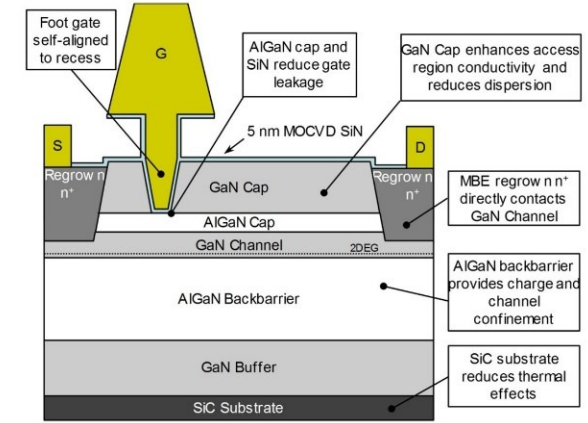 Foot gate
self-aligned
to recess
G
AlGaN cap and
SiN reduce gate
leakage
GaN Cap enhances access
region conductivity and
reduces dispersion
5 nm MOCVD SiN
S
D
Regrow n
n+
GaN Cap
Regrow n
n+
MBE regrow n n+
directly contacts
GaN Channel
AlGaN Cap
GaN Channel
2DEG
AlGaN Backbarrier
AlGaN backbarrier
provides charge and
channel
confinement
GaN Buffer
SiC substrate
reduces thermal
effects
SiC Substrate